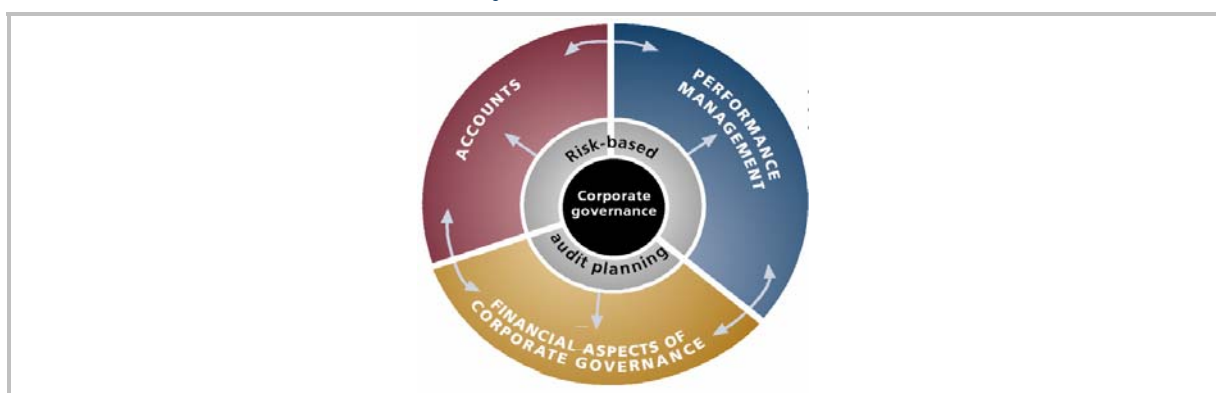 ACCOUNTS
PERFORMANCE
MANAGEMENT
Risk-based
Corporate
governance
audit planning
FINANCIAL ASPECTS OF
CORPORATE GOVERNANCE